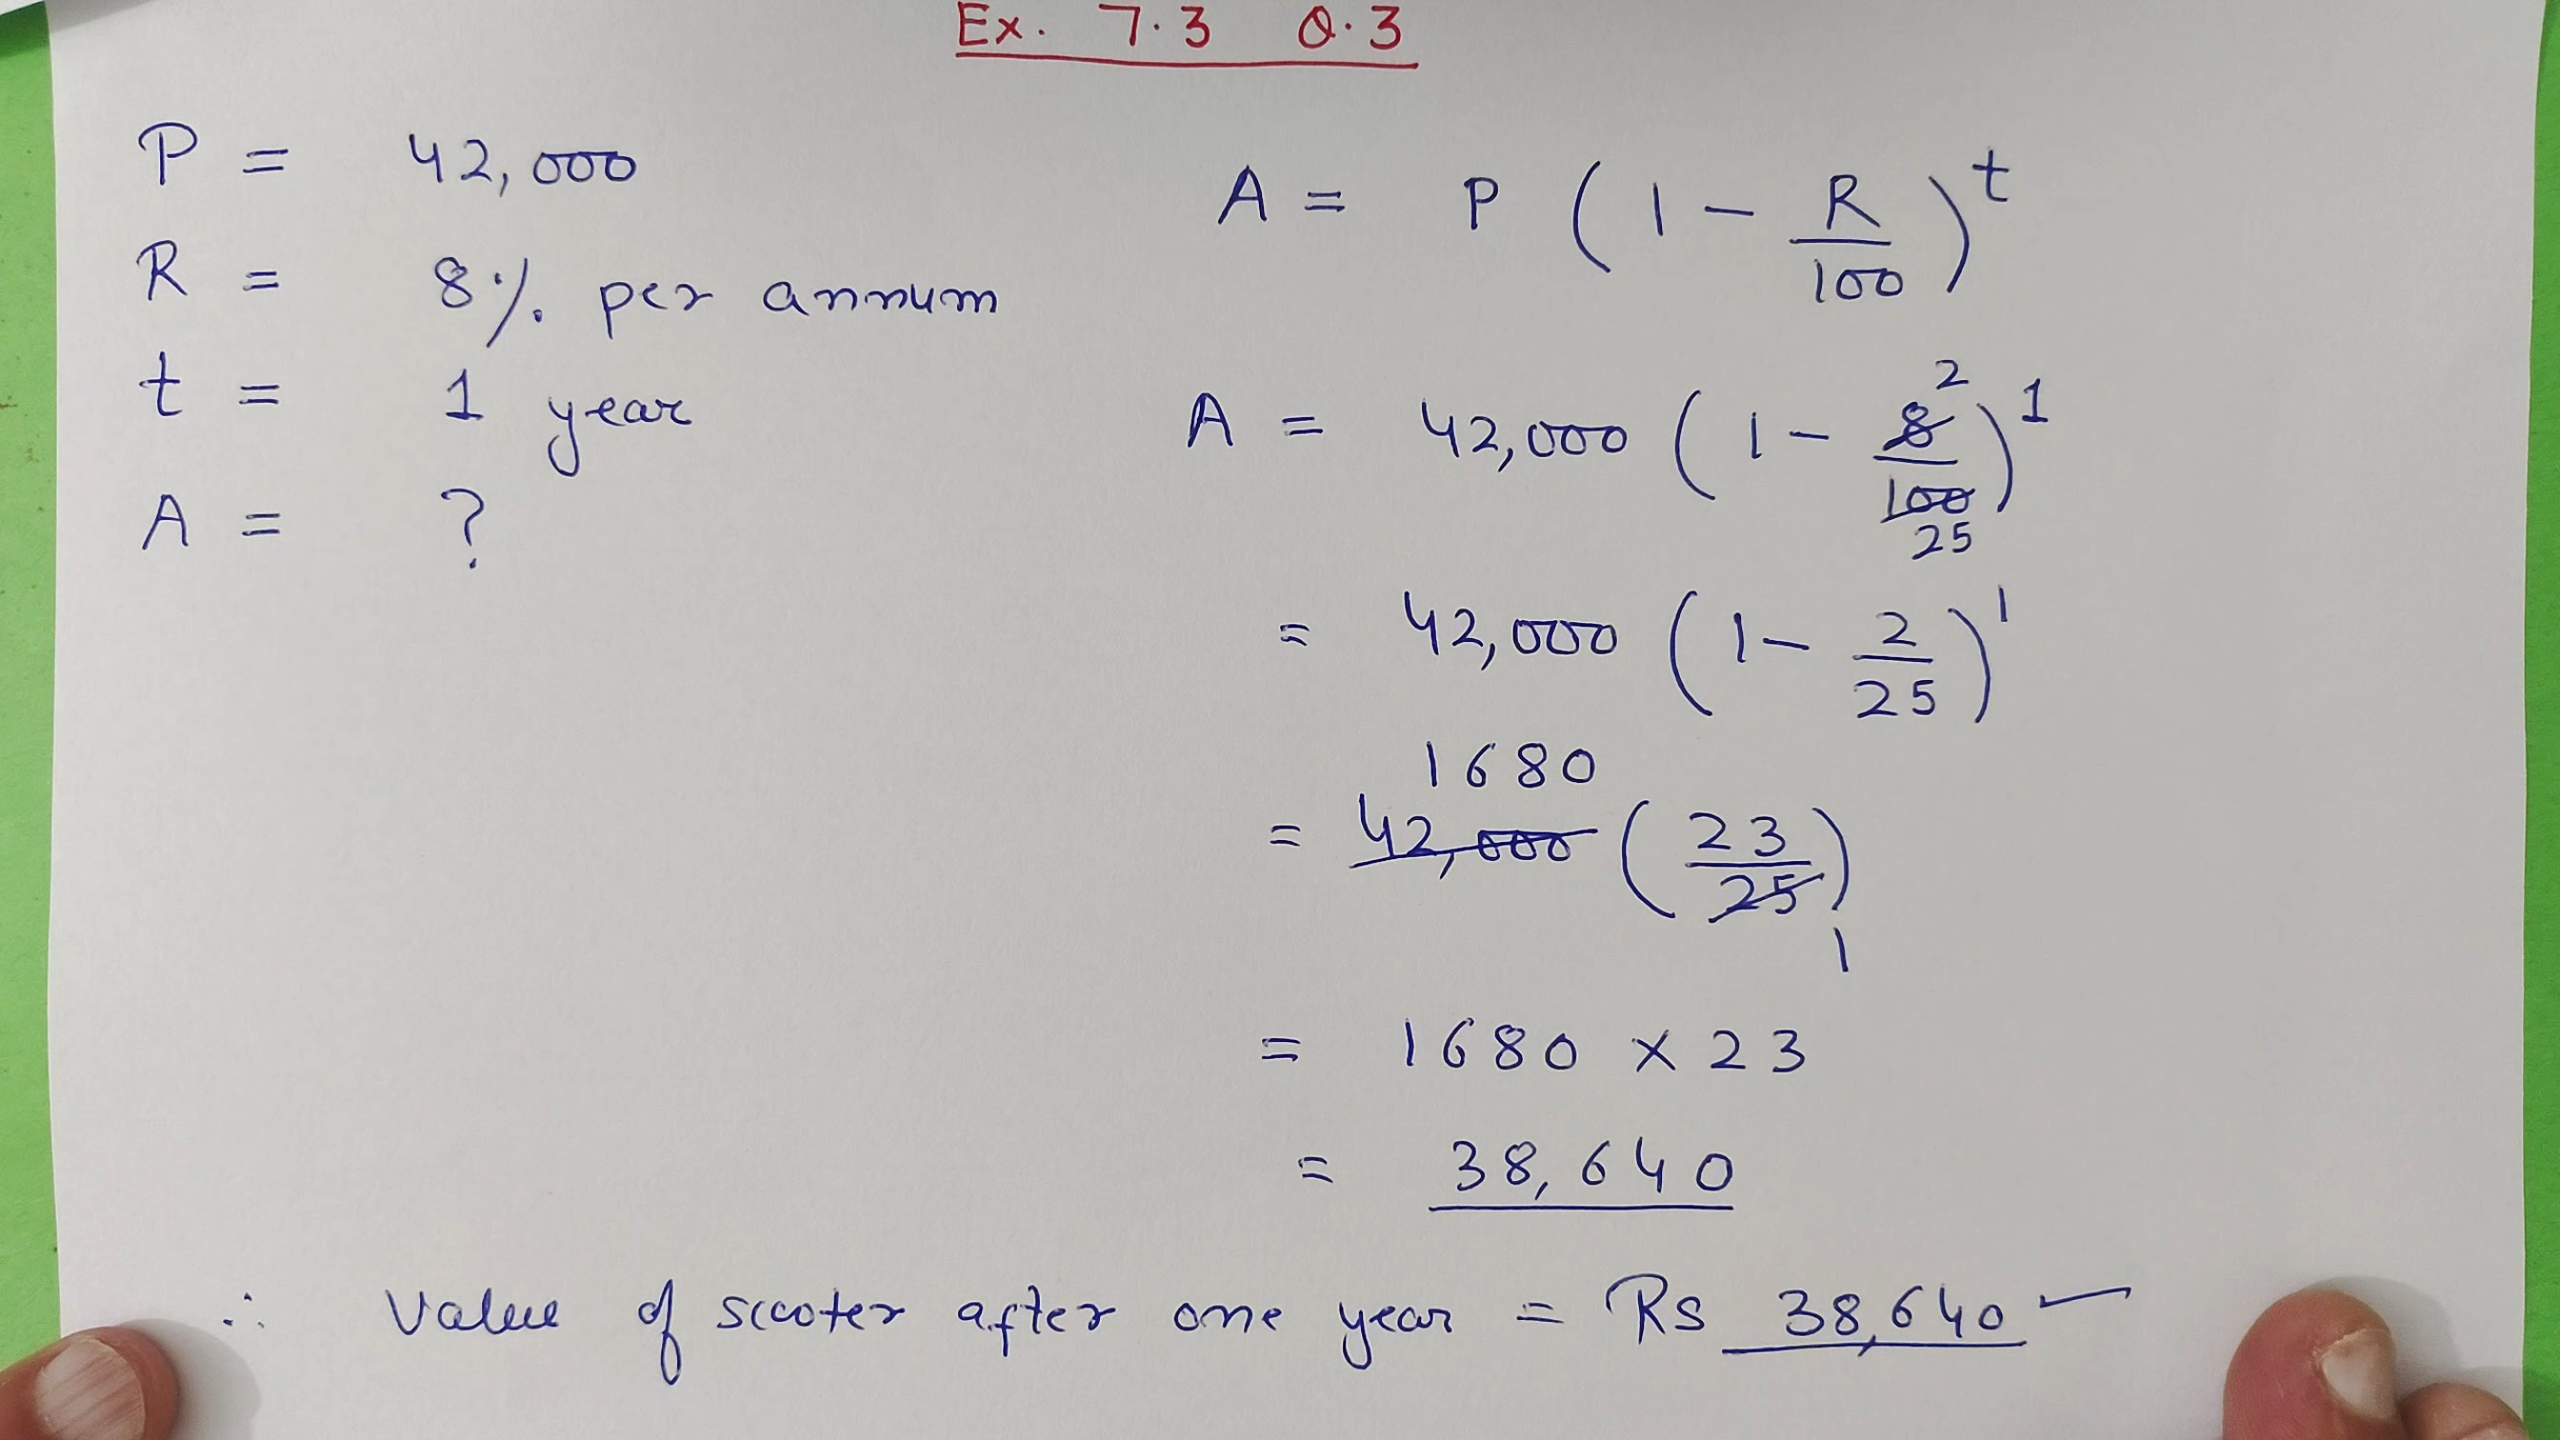 Ex. 7.3 Q.3
P = 42,000
R = 8% per annum
t = 1 year
A = ?
A = P (1 - R/100)^t
A = 42,000 (1 - 8/100)^1 2 25
= 42,000 (1 - 2/25)^1
1680
= 42,000 (23/25)
1
= 1680 × 23
= 38,640
∴ Value of scooter after one year = Rs 38,640